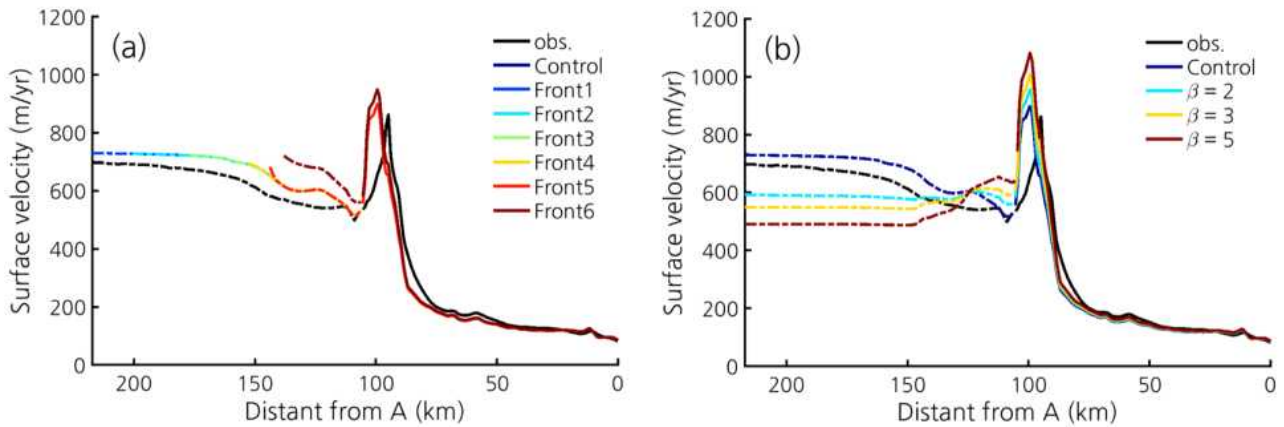 (a)
Surface velocity (m/yr)
1200
1000
800
600
400
200
0
200
150
100
50
0
Distant from A (km)
obs.
Control
Front1
Front2
Front3
Front4
Front5
Front6
(b)
Surface velocity (m/yr)
1200
1000
800
600
400
200
0
200
150
100
50
0
Distant from A (km)
obs.
Control
β = 2
β = 3
β = 5